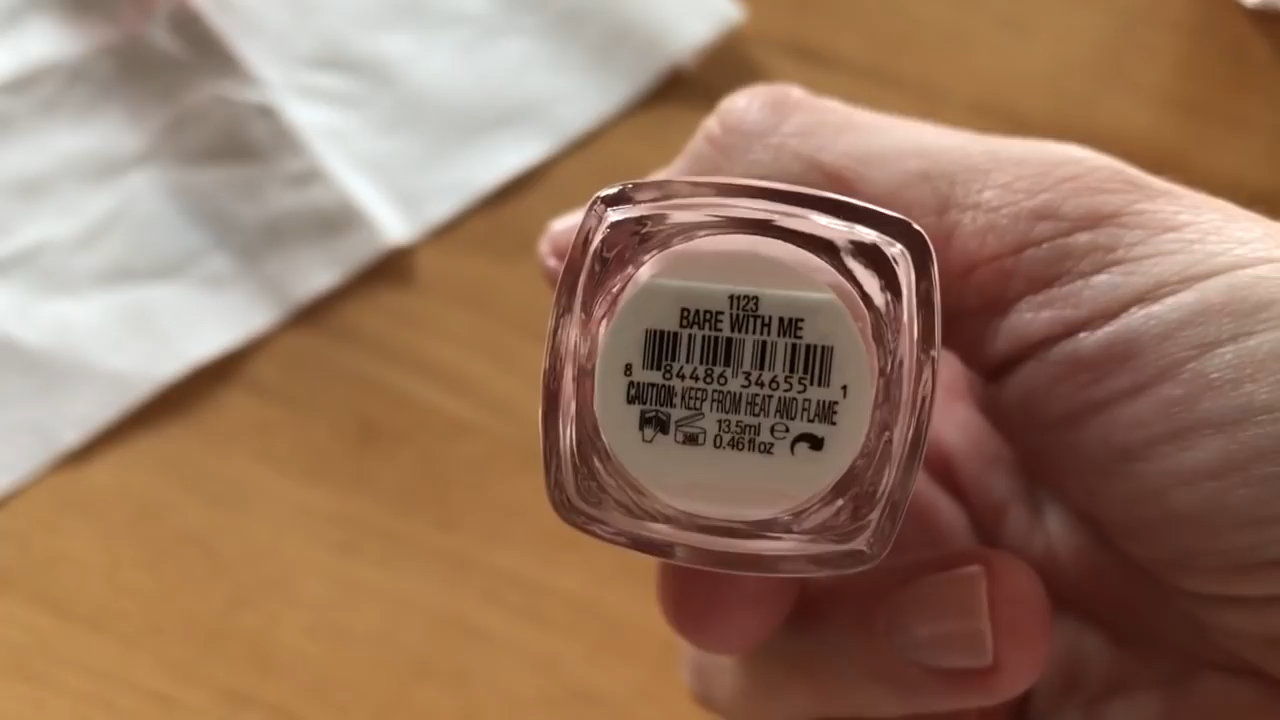 1123
BARE WITH ME
8 84486 34655 1
CAUTION: KEEP FROM HEAT AND FLAME
24M 13.5ml e
0.46 fl oz